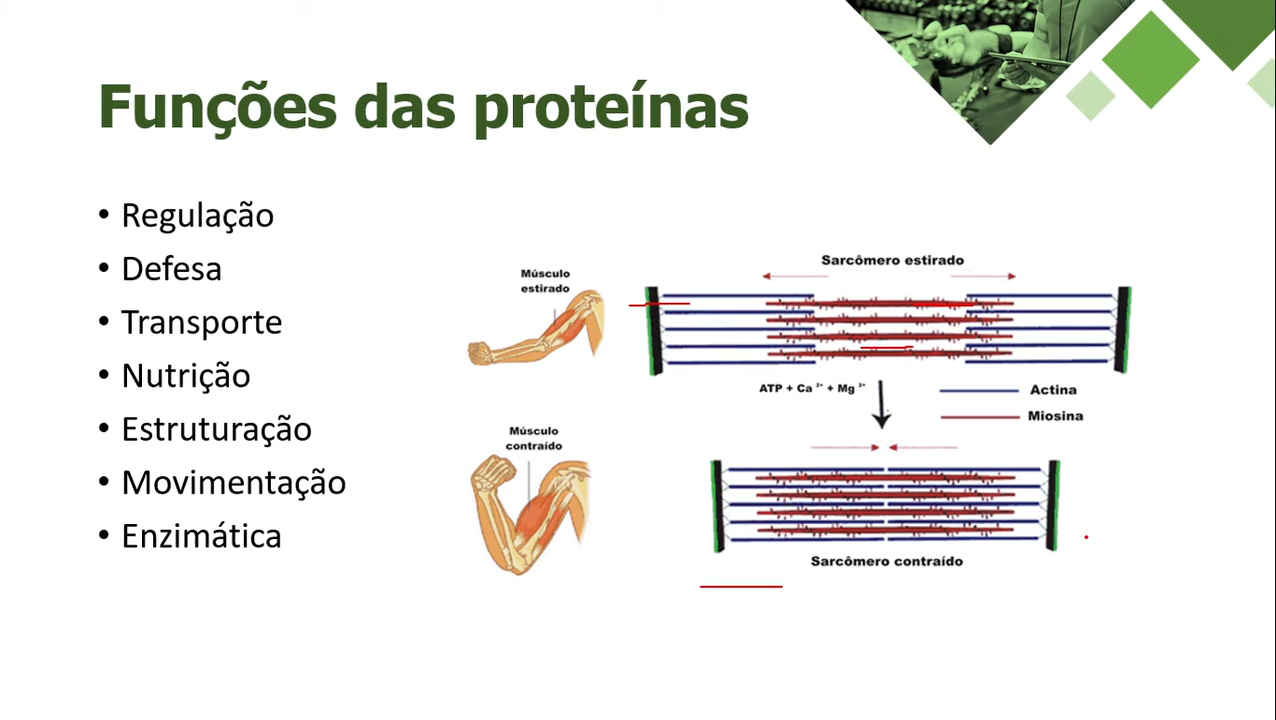 Funções das proteínas
• Regulação
• Defesa
• Transporte
• Nutrição
• Estruturação
• Movimentação
• Enzimática
Músculo
estirado
Sarcômero estirado
ATP + Ca 2+ + Mg 2+
Actina
Miosina
Músculo
contraído
Sarcômero contraído